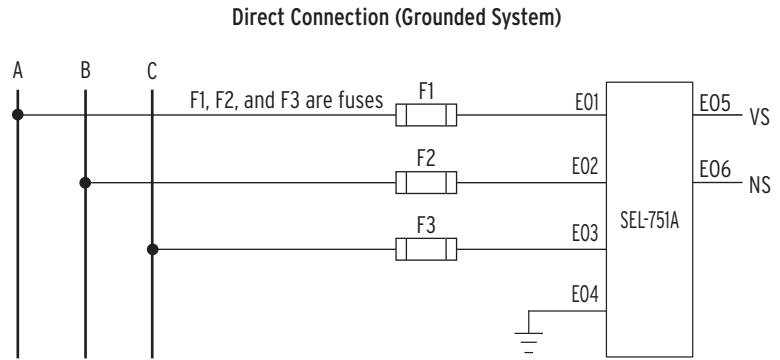 Direct Connection (Grounded System)
A B C
F1, F2, and F3 are fuses
F1
E01
E05
VS
F2
E02
E06
NS
SEL-751A
F3
E03
E04